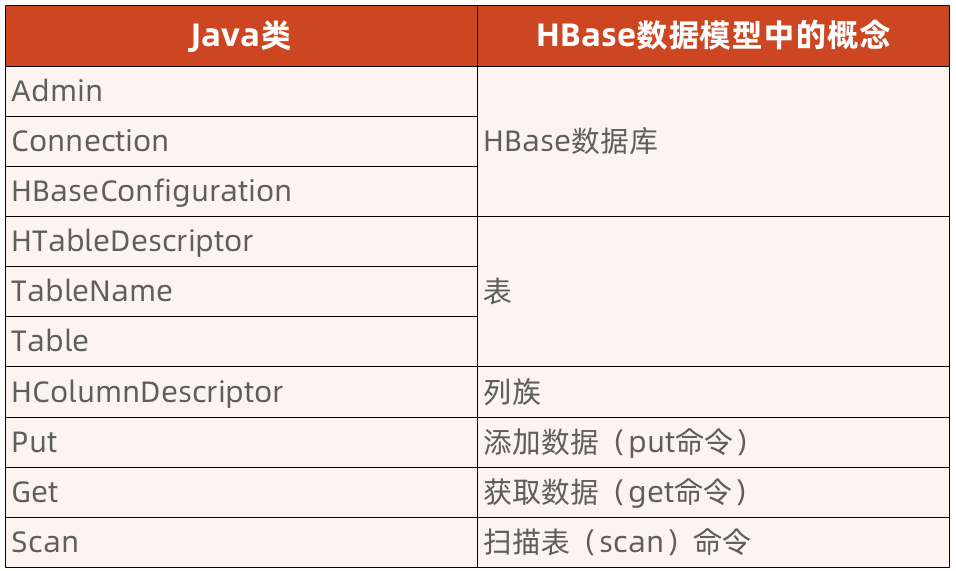 Java类
HBase数据模型中的概念
Admin
Connection
HBase数据库
HBaseConfiguration
HTableDescriptor
TableName
表
Table
HColumnDescriptor
列族
Put
添加数据（put命令）
Get
获取数据（get命令）
Scan
扫描表（scan）命令